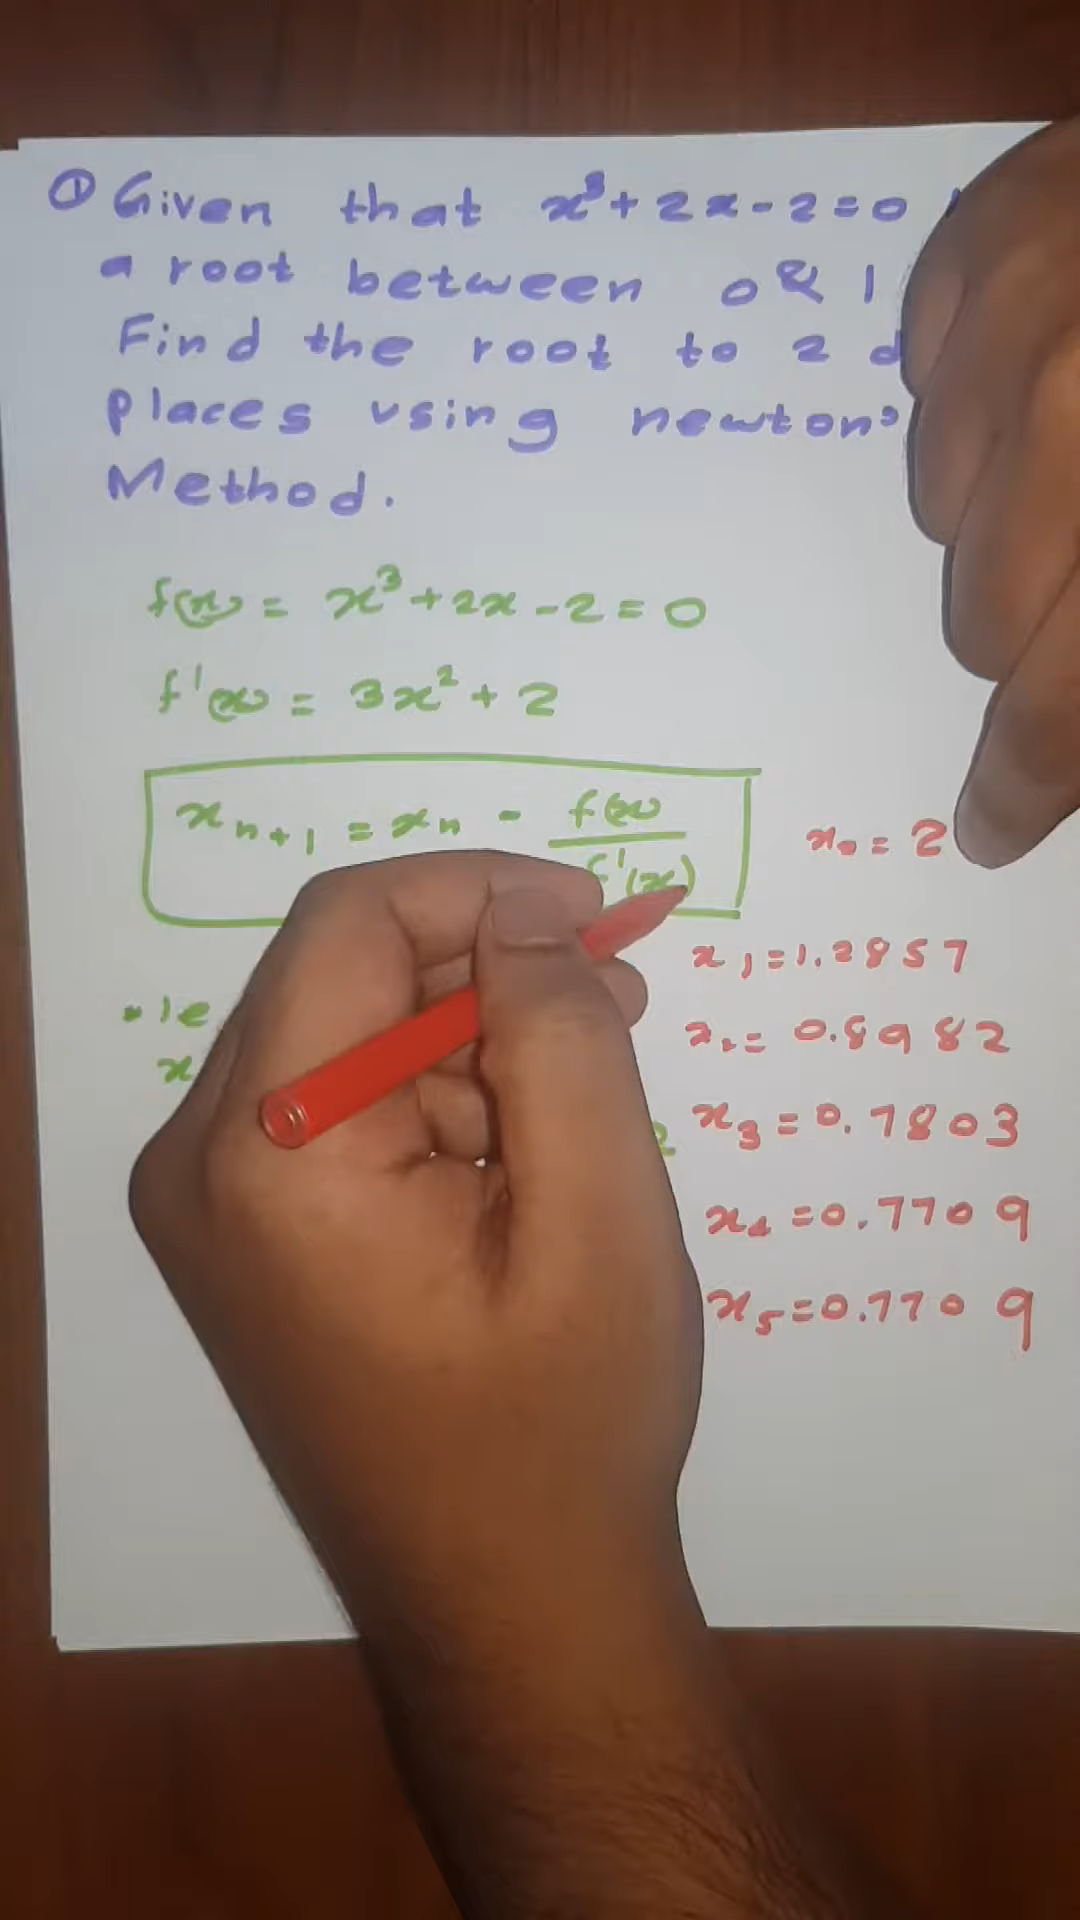 ① Given that x³+2x-2=0
a root between 0 & 1
Find the root to 2
places using newtons
Method.
f(x) = x³+2x-2=0
f'(x) = 3x²+2
xₙ₊₁ = xₙ - f(x)/f'(x)
x₀ = 2
x₁ = 1.2857
x₂ = 0.8982
x₃ = 0.7803
x₄ = 0.7709
x₅ = 0.7709